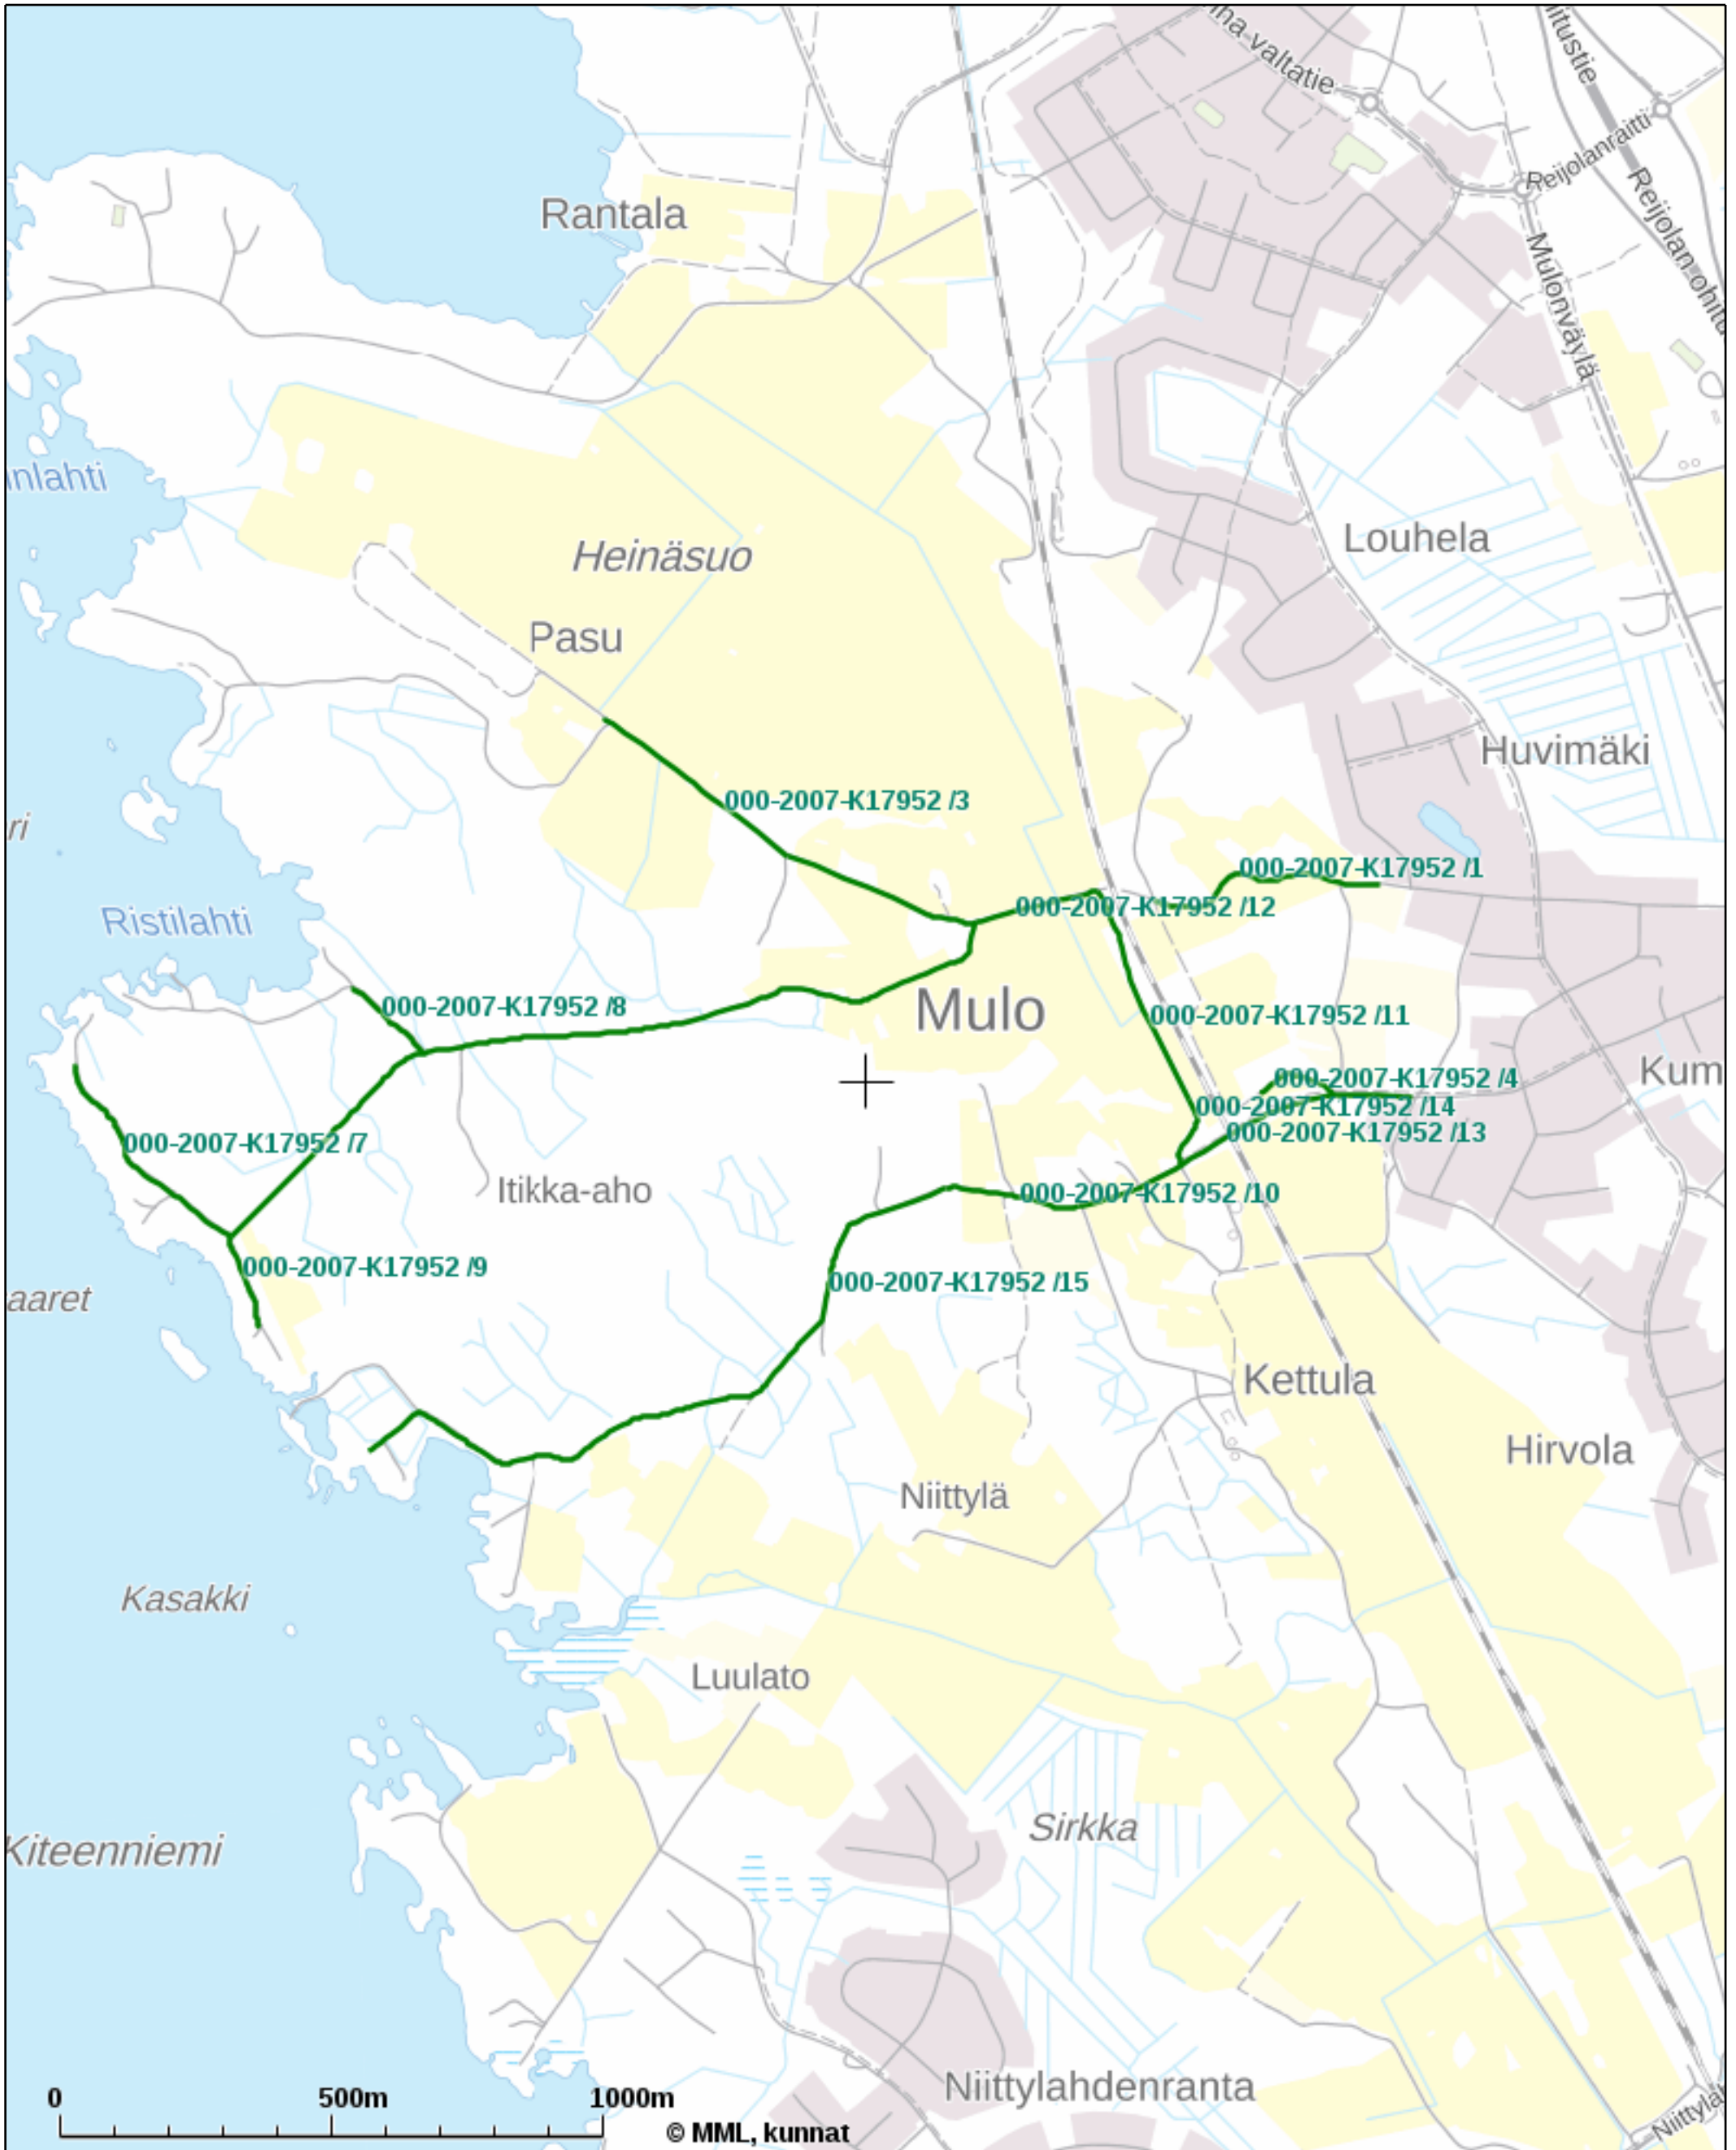 valtatie
Reijolanraitti
Mulonväylä
Rantala
Louhela
Heinäsuo
Pasu
Huvimäki
000-2007-K17952 /3
000-2007-K17952 /1
000-2007-K17952 /12
Ristilahti
000-2007-K17952 /8
Mulo
000-2007-K17952 /11
000-2007-K17952 /4
000-2007-K17952 /14
000-2007-K17952 /13
000-2007-K17952 /7
Itikka-aho
000-2007-K17952 /10
000-2007-K17952 /9
000-2007-K17952 /15
Kettula
Hirvola
Niittylä
Kasakki
Luulato
Sirkka
Kiteenniemi
Niittylahdenranta
0 500m 1000m
© MML, kunnat